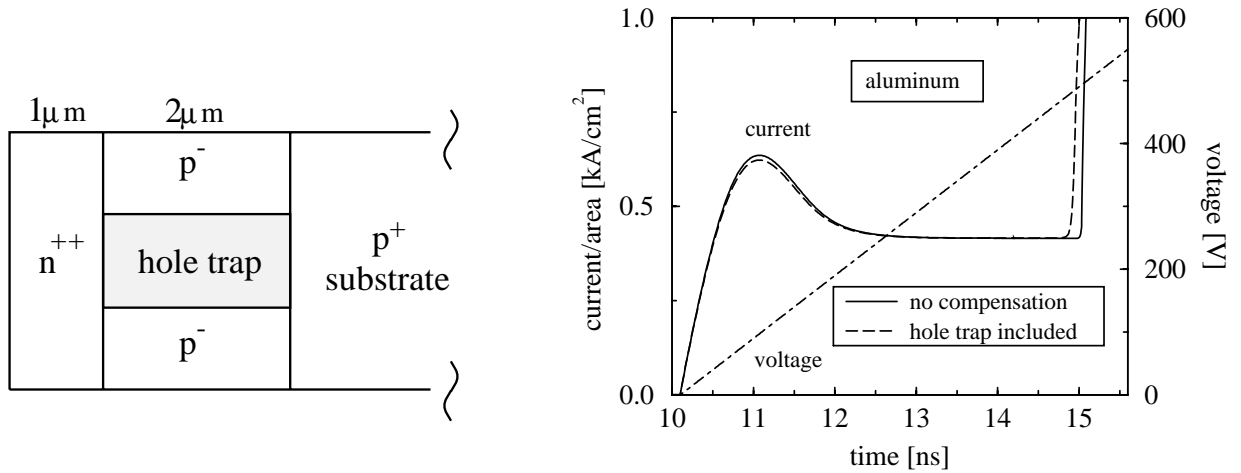 1μm 2μm
p-
n++ hole trap p+
substrate
p-
aluminum
current
voltage
no compensation
hole trap included
current/area [kA/cm2]
1.0
0.5
0.0
voltage [V]
600
400
200
0
10 11 12 13 14 15
time [ns]